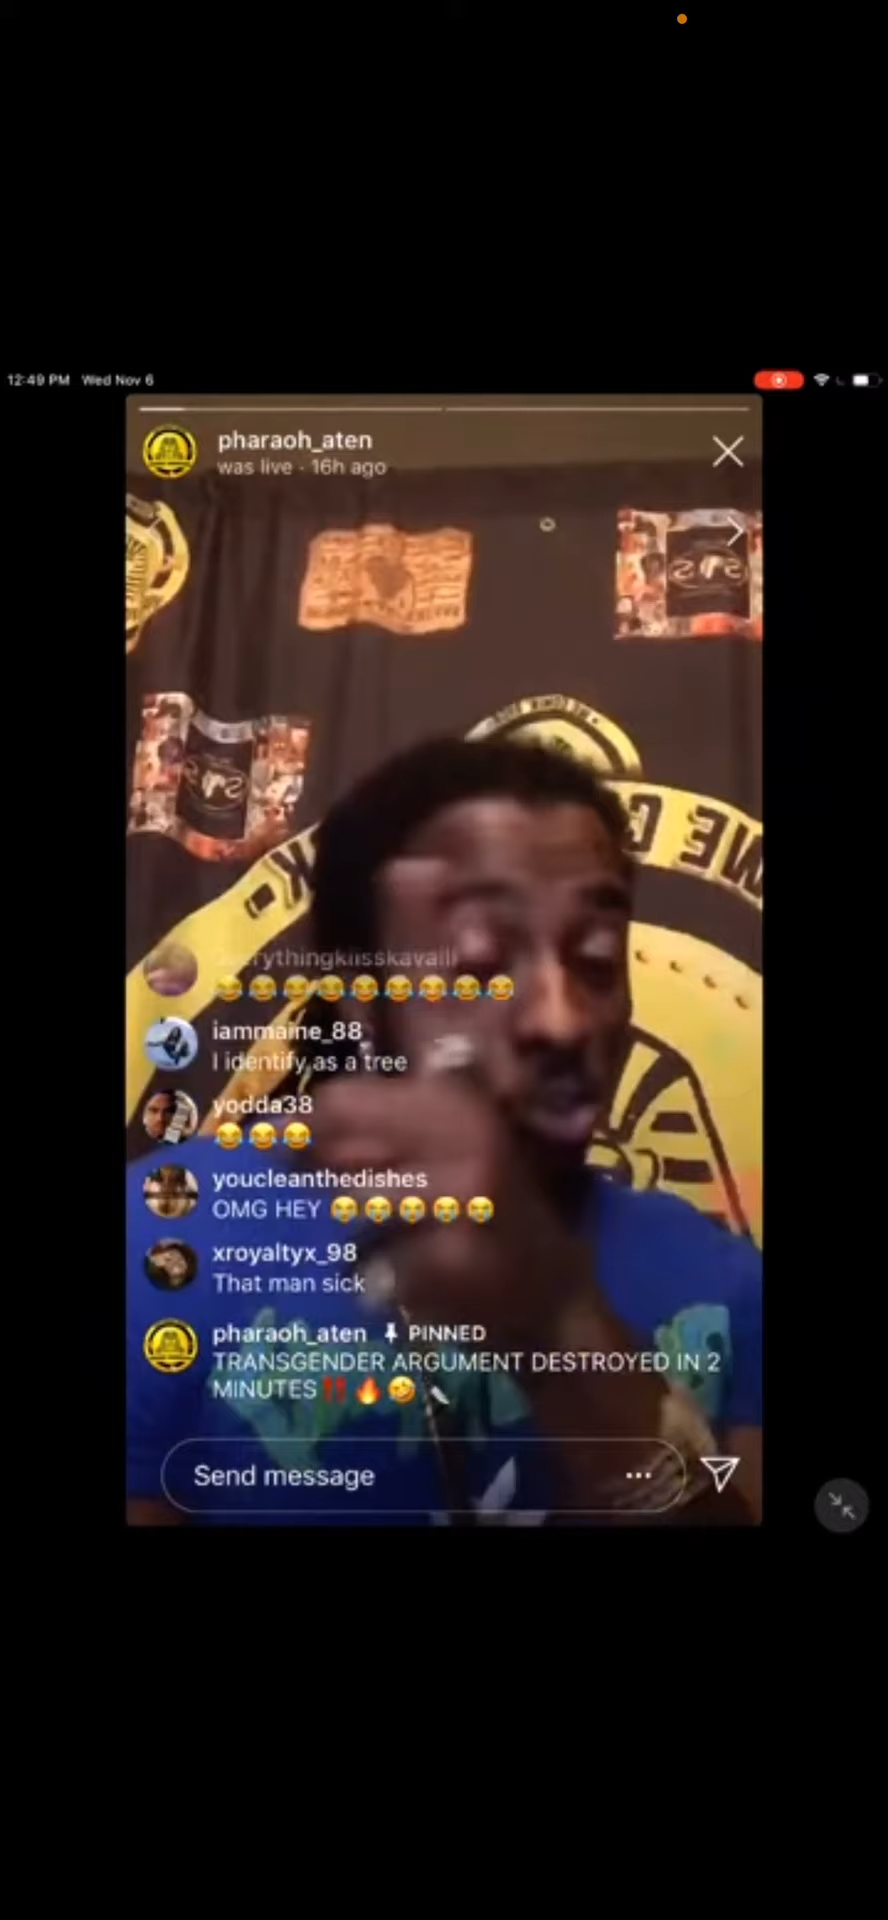 12:49 PM Wed Nov 6
pharaoh_aten
was live · 16h ago
😂😂😂😂😂😂😂😂😂
iammaine_88
I identify as a tree
yodda38
😂😂😂
youcleanthedishes
OMG HEY 😭😭😭😭😭
xroyaltyx_98
That man sick
pharaoh_aten 📌 PINNED
TRANSGENDER ARGUMENT DESTROYED IN 2
MINUTES‼️🔥🤣🔪
Send message